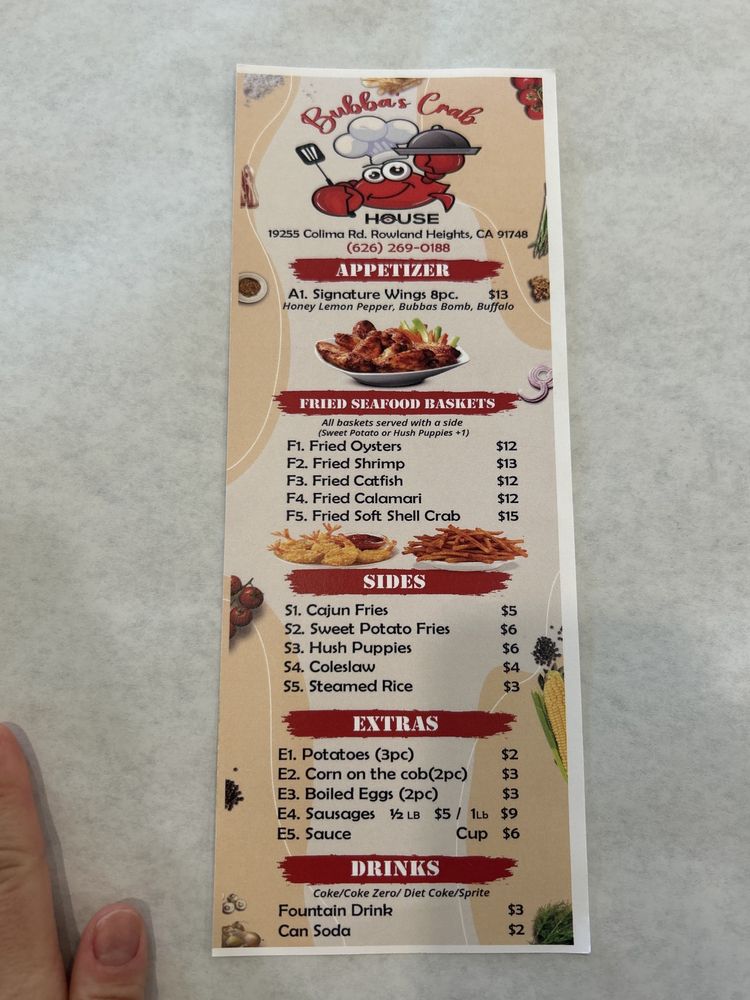 Bubba's Crab
HOUSE
19255 Colima Rd. Rowland Heights, CA 91748
(626) 269-0188
APPETIZER
A1. Signature Wings 8pc. $13
Honey Lemon Pepper, Bubbas Bomb, Buffalo
FRIED SEAFOOD BASKETS
All baskets served with a side
(Sweet Potato or Hush Puppies +1)
F1. Fried Oysters $12
F2. Fried Shrimp $13
F3. Fried Catfish $12
F4. Fried Calamari $12
F5. Fried Soft Shell Crab $15
SIDES
S1. Cajun Fries $5
S2. Sweet Potato Fries $6
S3. Hush Puppies $6
S4. Coleslaw $4
S5. Steamed Rice $3
EXTRAS
E1. Potatoes (3pc) $2
E2. Corn on the cob(2pc) $3
E3. Boiled Eggs (2pc) $3
E4. Sausages ½ LB $5 / 1Lb $9
E5. Sauce Cup $6
DRINKS
Coke/Coke Zero/ Diet Coke/Sprite
Fountain Drink $3
Can Soda $2